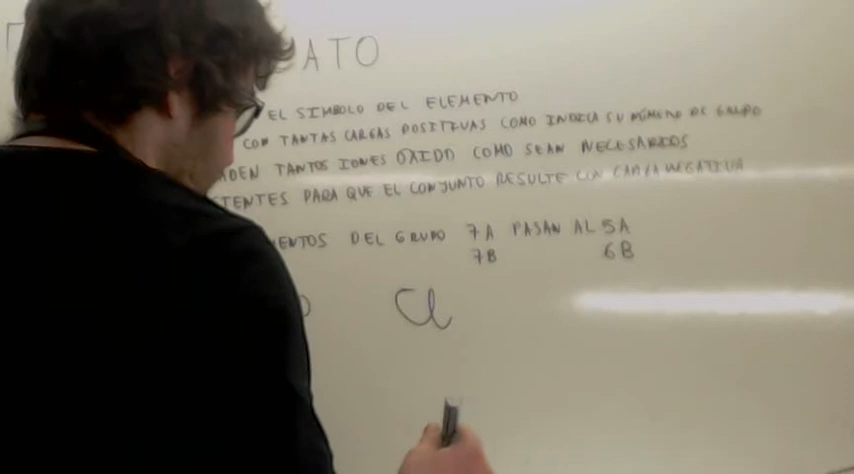 ATO
EL SIMBOLO DEL ELEMENTO
CON TANTAS CARGAS POSITIVAS COMO INDICA SU NÚMERO DE GRUPO
ADEN TANTOS IONES OXIDO COMO SEAN NECESARIOS
TENTES PARA QUE EL CONJUNTO RESULTE CON CARGA NEGATIVA
ENTOS DEL GRUPO 7A PASAN AL 5A
7B 6B
Cl